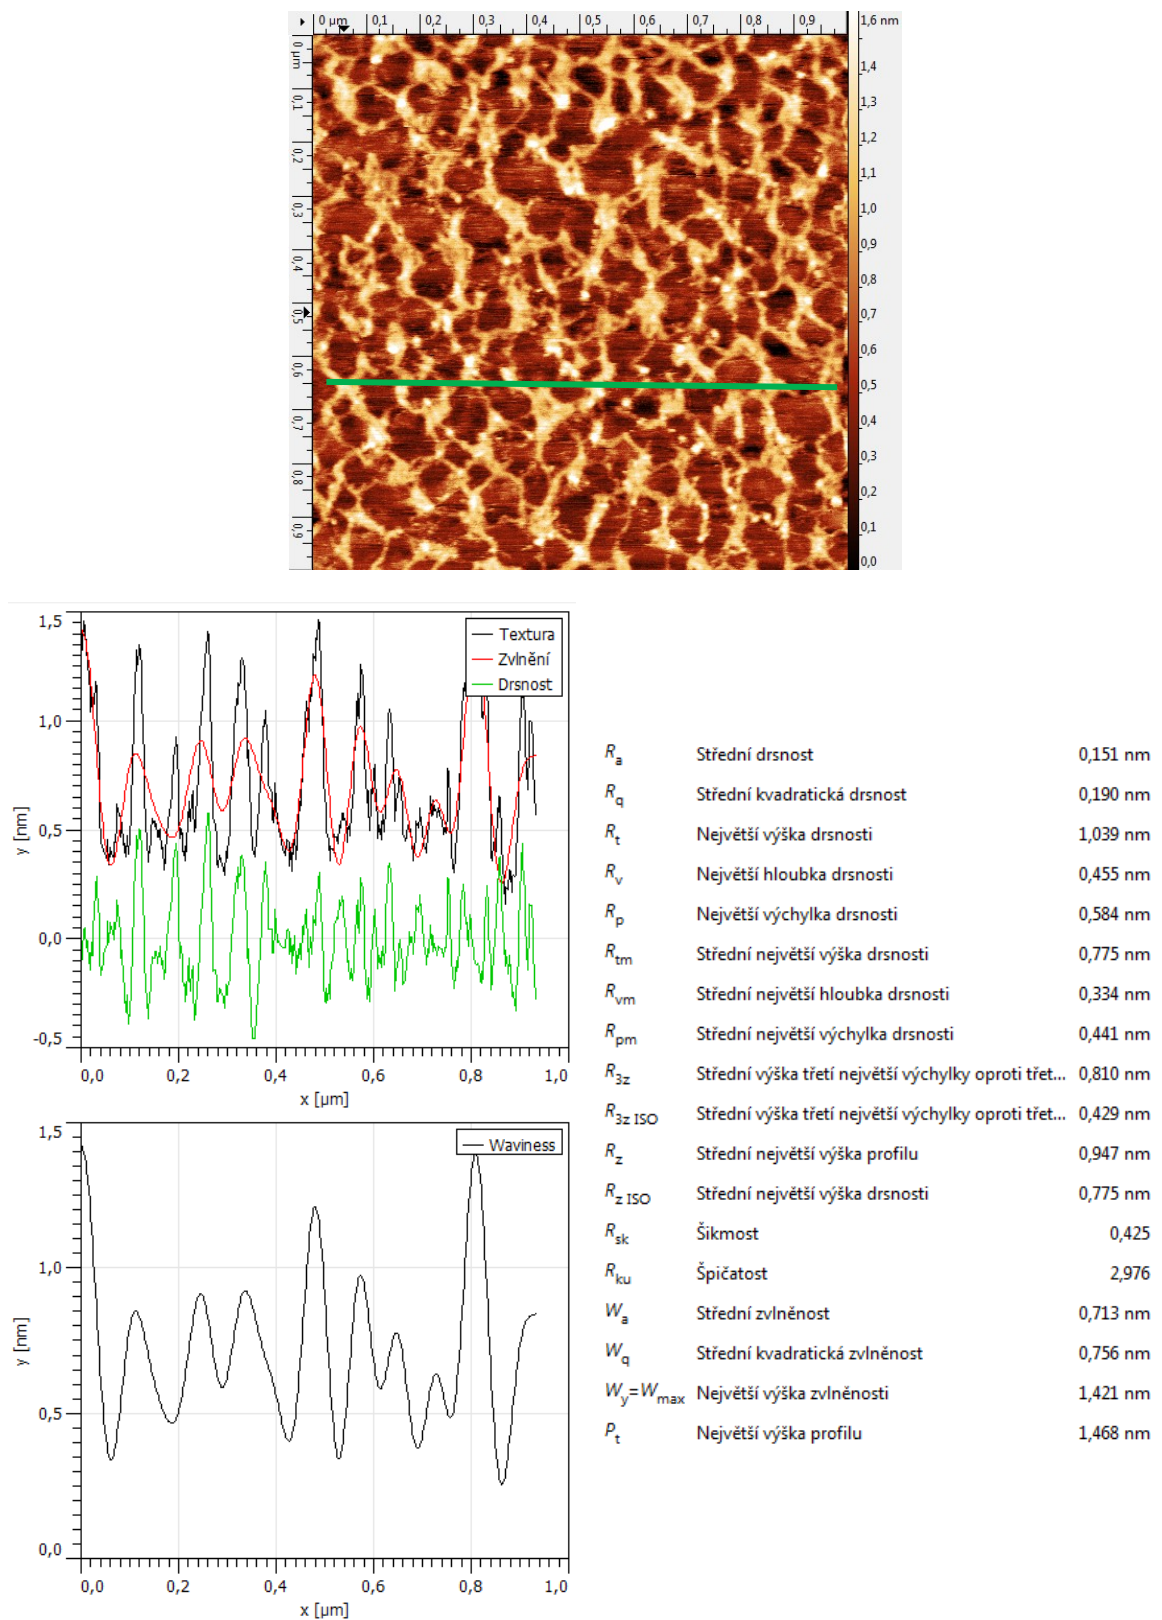 0 µm 0,1 0,2 0,3 0,4 0,5 0,6 0,7 0,8 0,9
0 µm
0,1
0,2
0,3
0,4
0,5
0,6
0,7
0,8
0,9
1,6 nm
1,4
1,3
1,2
1,1
1,0
0,9
0,8
0,7
0,6
0,5
0,4
0,3
0,2
0,1
0,0
1,5
1,0
0,5
0,0
-0,5
y [nm]
Textura
Zvlnění
Drsnost
0,0 0,2 0,4 0,6 0,8 1,0
x [µm]
1,5
1,0
0,5
0,0
y [nm]
Waviness
0,0 0,2 0,4 0,6 0,8 1,0
x [µm]
Ra Střední drsnost 0,151 nm
Rq Střední kvadratická drsnost 0,190 nm
Rt Největší výška drsnosti 1,039 nm
Rv Největší hloubka drsnosti 0,455 nm
Rp Největší výchylka drsnosti 0,584 nm
Rtm Střední největší výška drsnosti 0,775 nm
Rvm Střední největší hloubka drsnosti 0,334 nm
Rpm Střední největší výchylka drsnosti 0,441 nm
R3z Střední výška třetí největší výchylky oproti třet... 0,810 nm
R3z ISO Střední výška třetí největší výchylky oproti třet... 0,429 nm
Rz Střední největší výška profilu 0,947 nm
Rz ISO Střední největší výška drsnosti 0,775 nm
Rsk Šikmost 0,425
Rku Špičatost 2,976
Wa Střední zvlněnost 0,713 nm
Wq Střední kvadratická zvlněnost 0,756 nm
Wy=Wmax Největší výška zvlněnosti 1,421 nm
Pt Největší výška profilu 1,468 nm